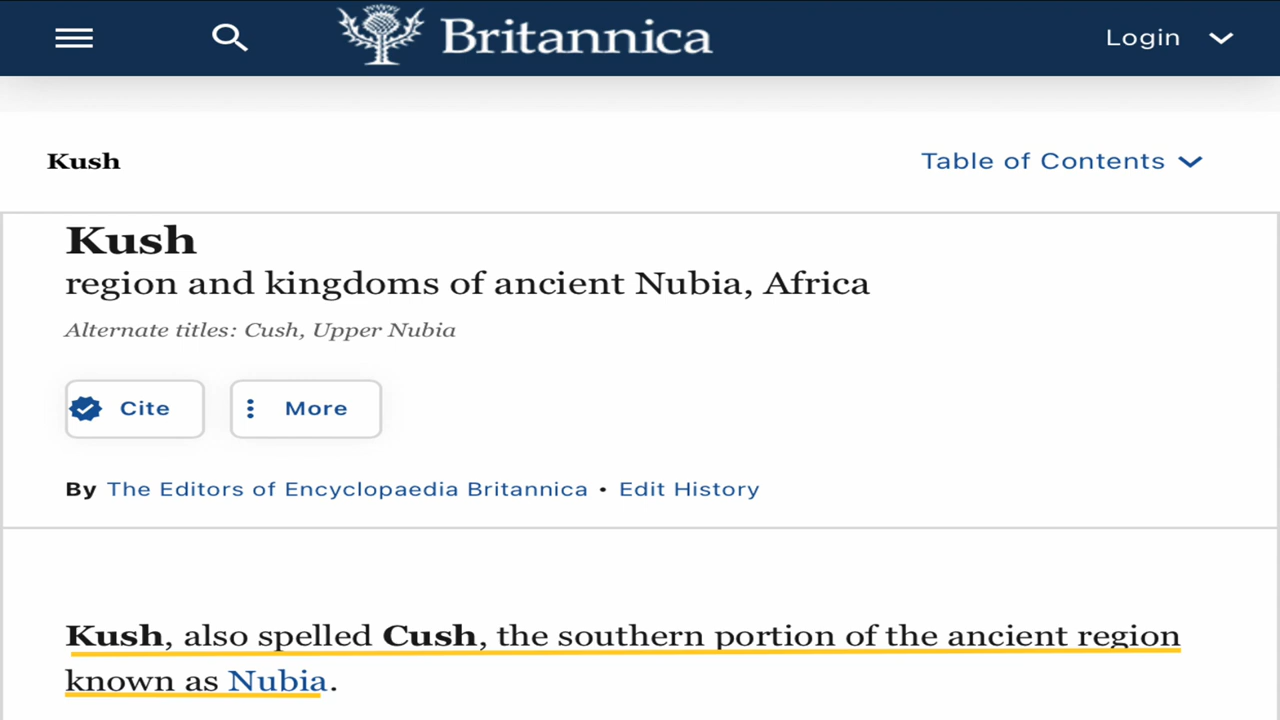 Britannica
Login
Kush
Table of Contents
Kush
region and kingdoms of ancient Nubia, Africa
Alternate titles: Cush, Upper Nubia
Cite
More
By The Editors of Encyclopaedia Britannica • Edit History
Kush, also spelled Cush, the southern portion of the ancient region
known as Nubia.